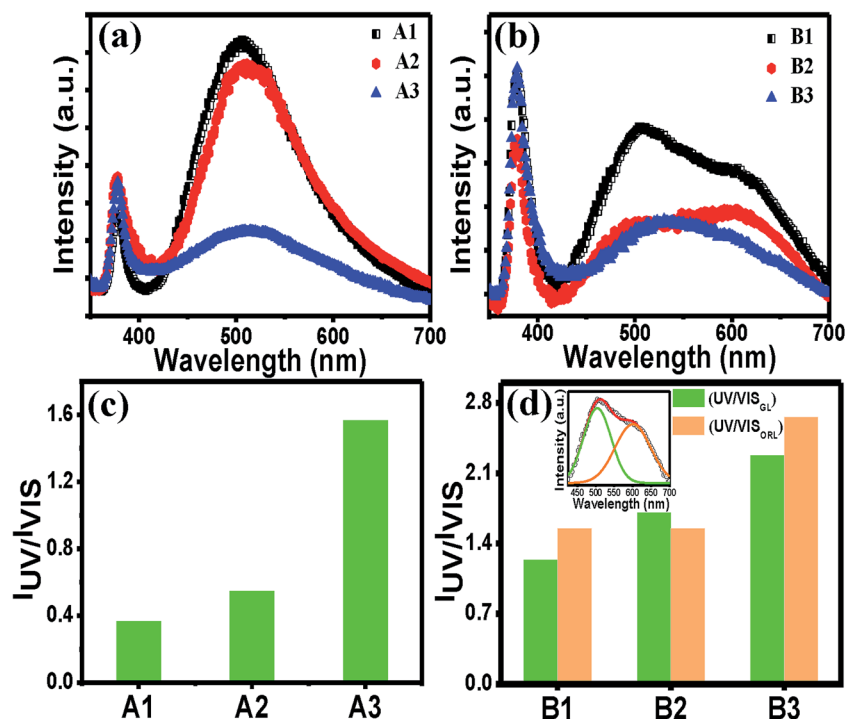 (a)
A1
A2
A3
Intensity (a.u.)
400 500 600 700
Wavelength (nm)
(b)
B1
B2
B3
Intensity (a.u.)
400 500 600 700
Wavelength (nm)
(c)
IUV/IVIS
1.6
1.2
0.8
0.4
0.0
A1 A2 A3
(d)
(UV/VISGL)
(UV/VISORL)
Intensity (a.u.)
450 500 550 600 650 700
Wavelength (nm)
IUV/IVIS
2.8
2.1
1.4
0.7
0.0
B1 B2 B3